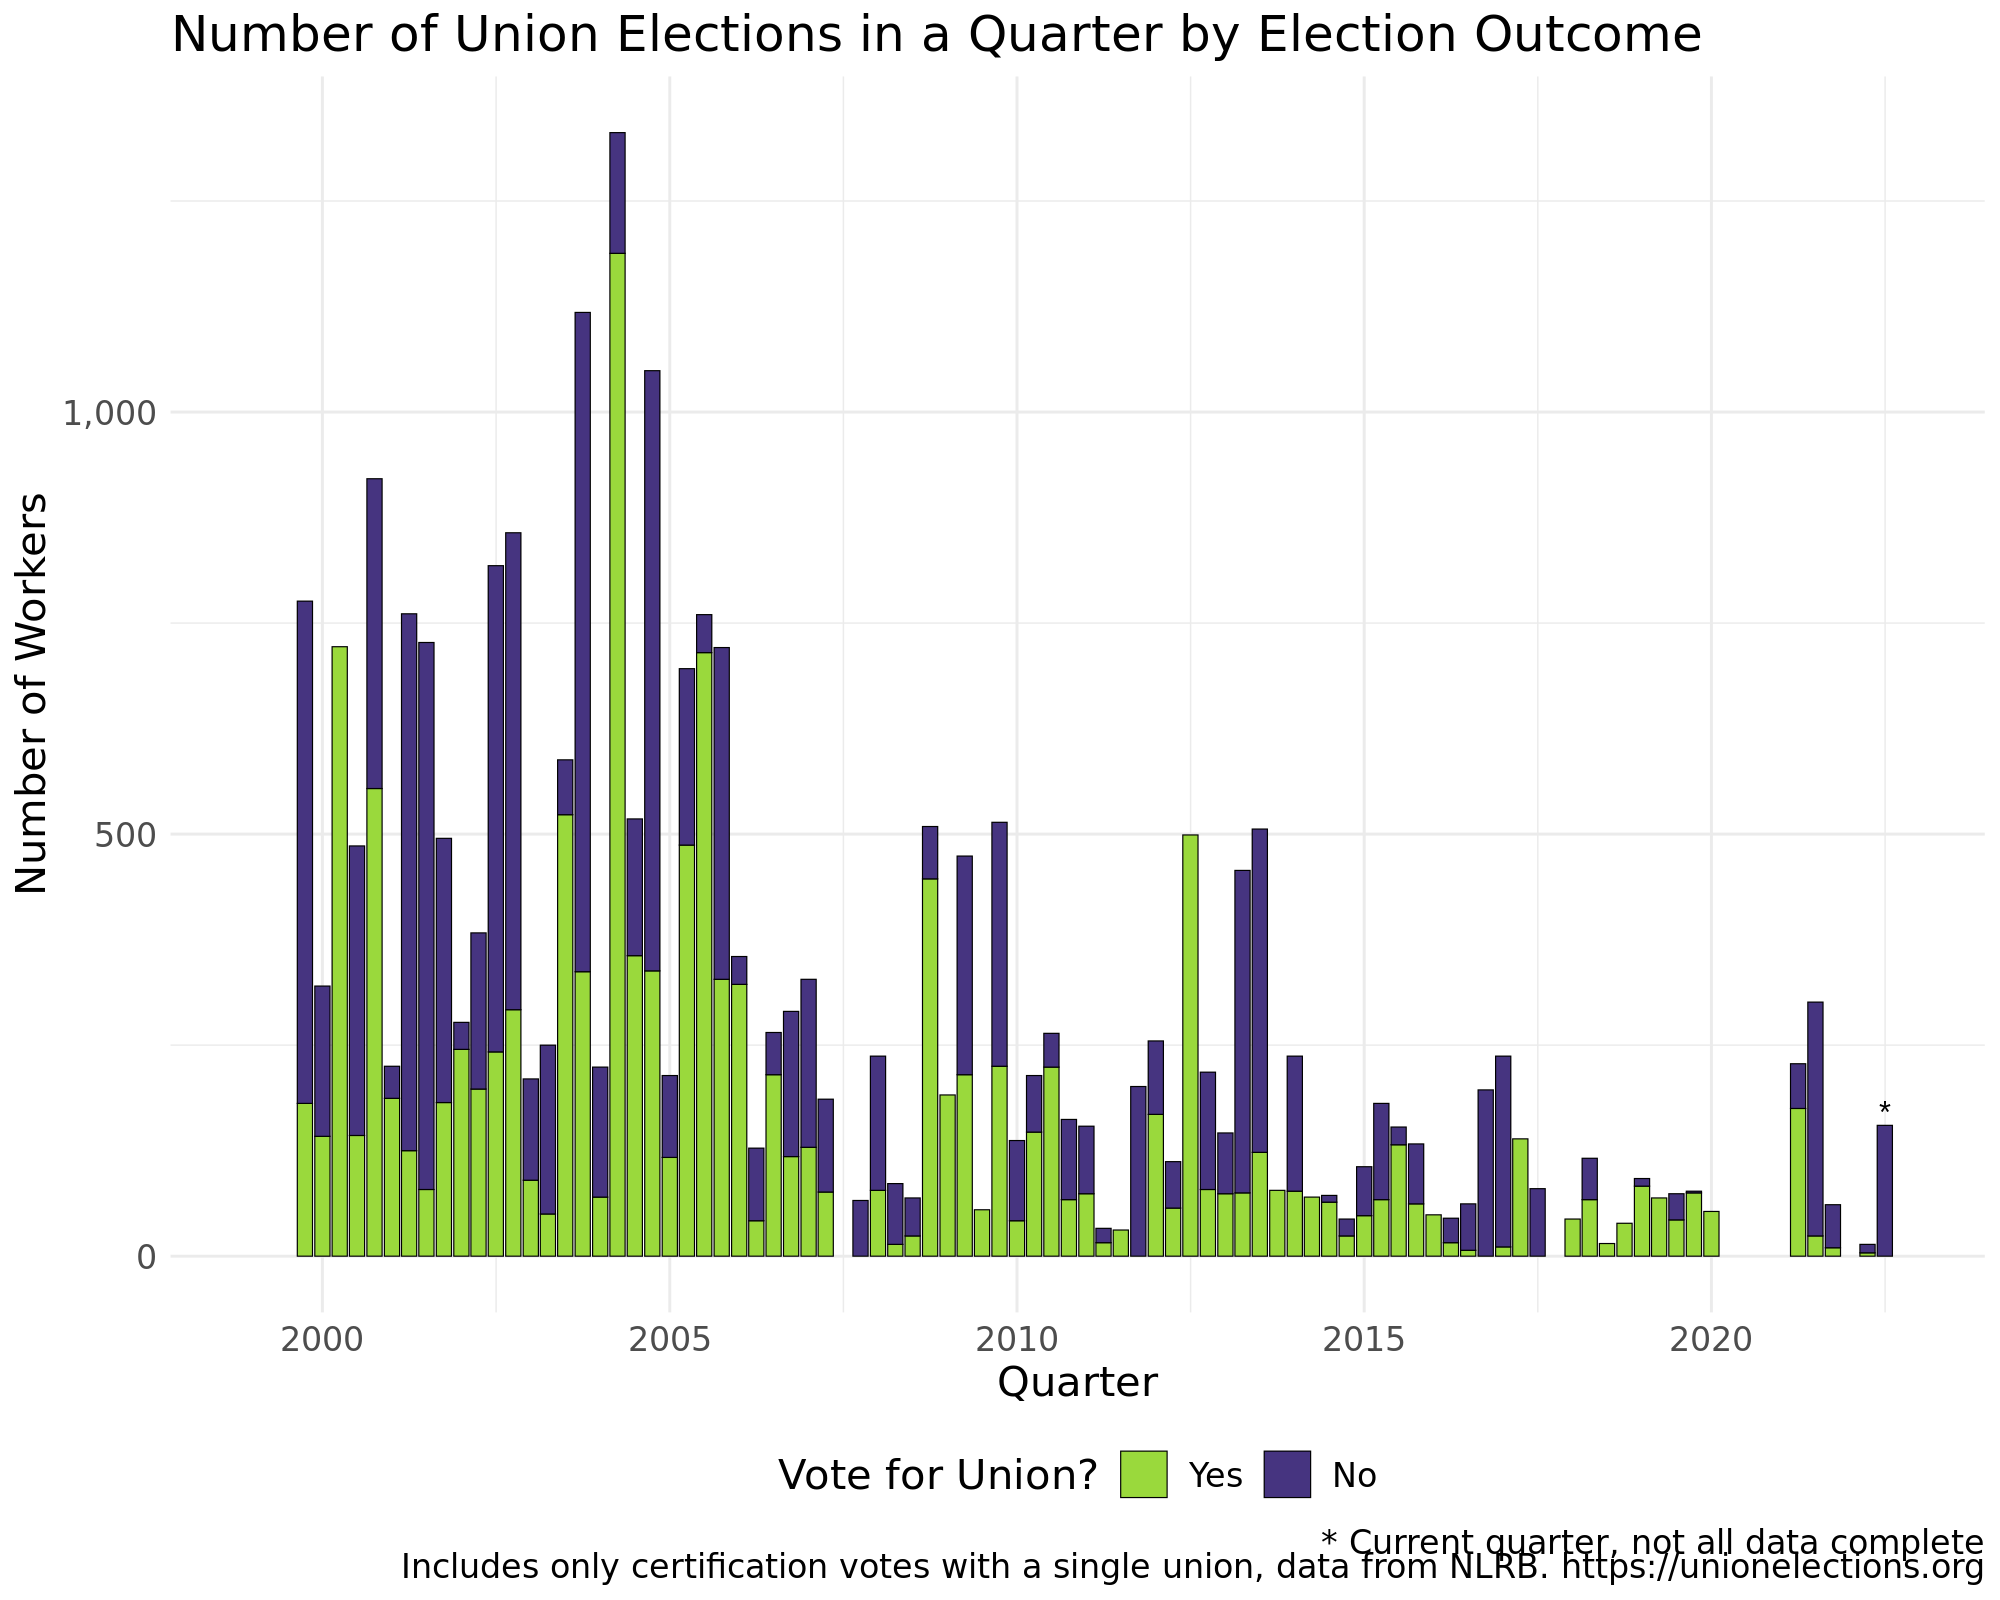 Number of Union Elections in a Quarter by Election Outcome
Number of Workers
1,000
500
0
*
2000 2005 2010 2015 2020
Quarter
Vote for Union? Yes No
* Current quarter, not all data complete
Includes only certification votes with a single union, data from NLRB. https://unionelections.org